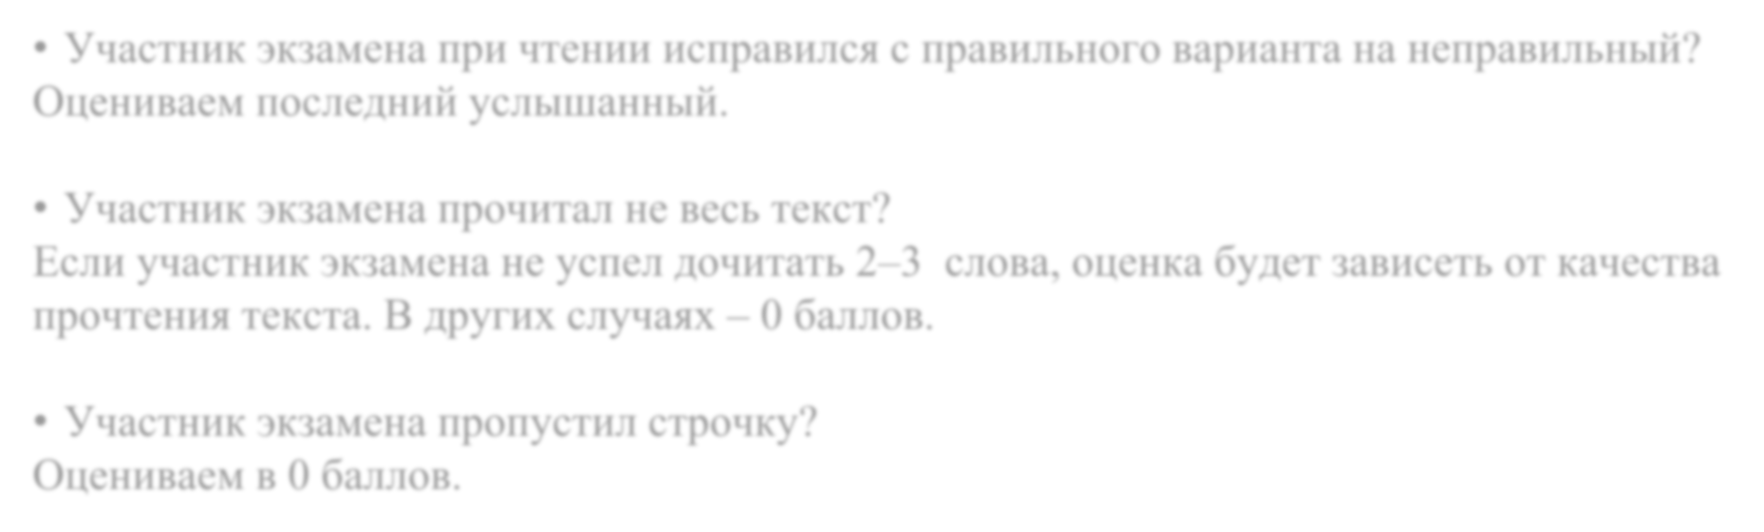 • Участник экзамена при чтении исправился с правильного варианта на неправильный?
Оцениваем последний услышанный.
• Участник экзамена прочитал не весь текст?
Если участник экзамена не успел дочитать 2–3 слова, оценка будет зависеть от качества
прочтения текста. В других случаях – 0 баллов.
• Участник экзамена пропустил строчку?
Оцениваем в 0 баллов.